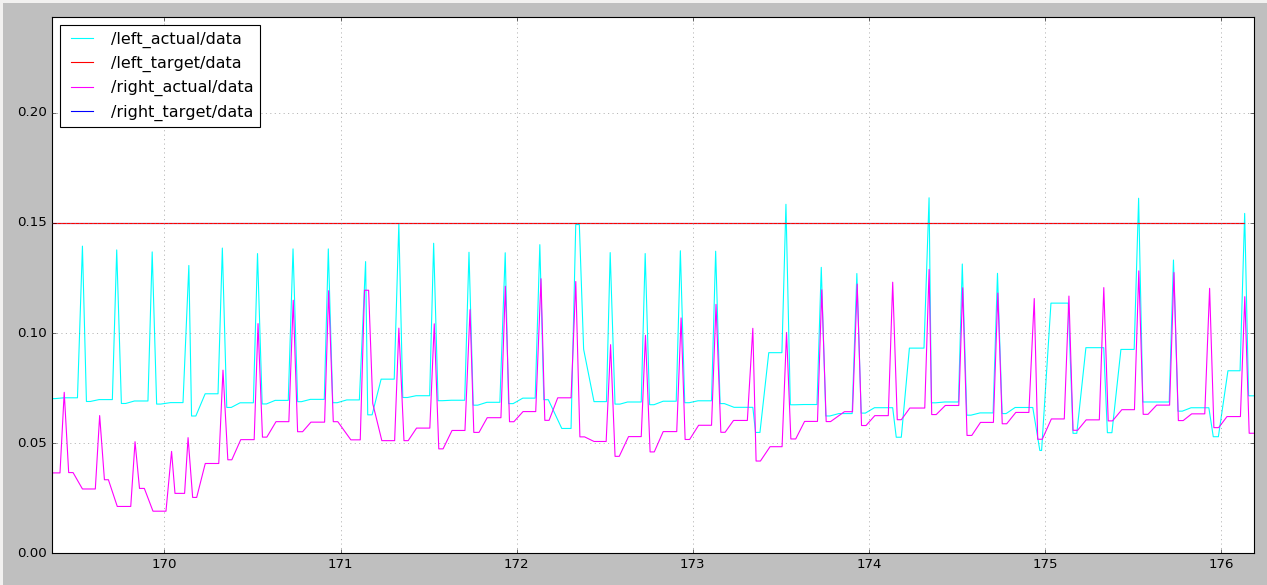 /left_actual/data
/left_target/data
/right_actual/data
/right_target/data
0.20
0.15
0.10
0.05
0.00
170 171 172 173 174 175 176